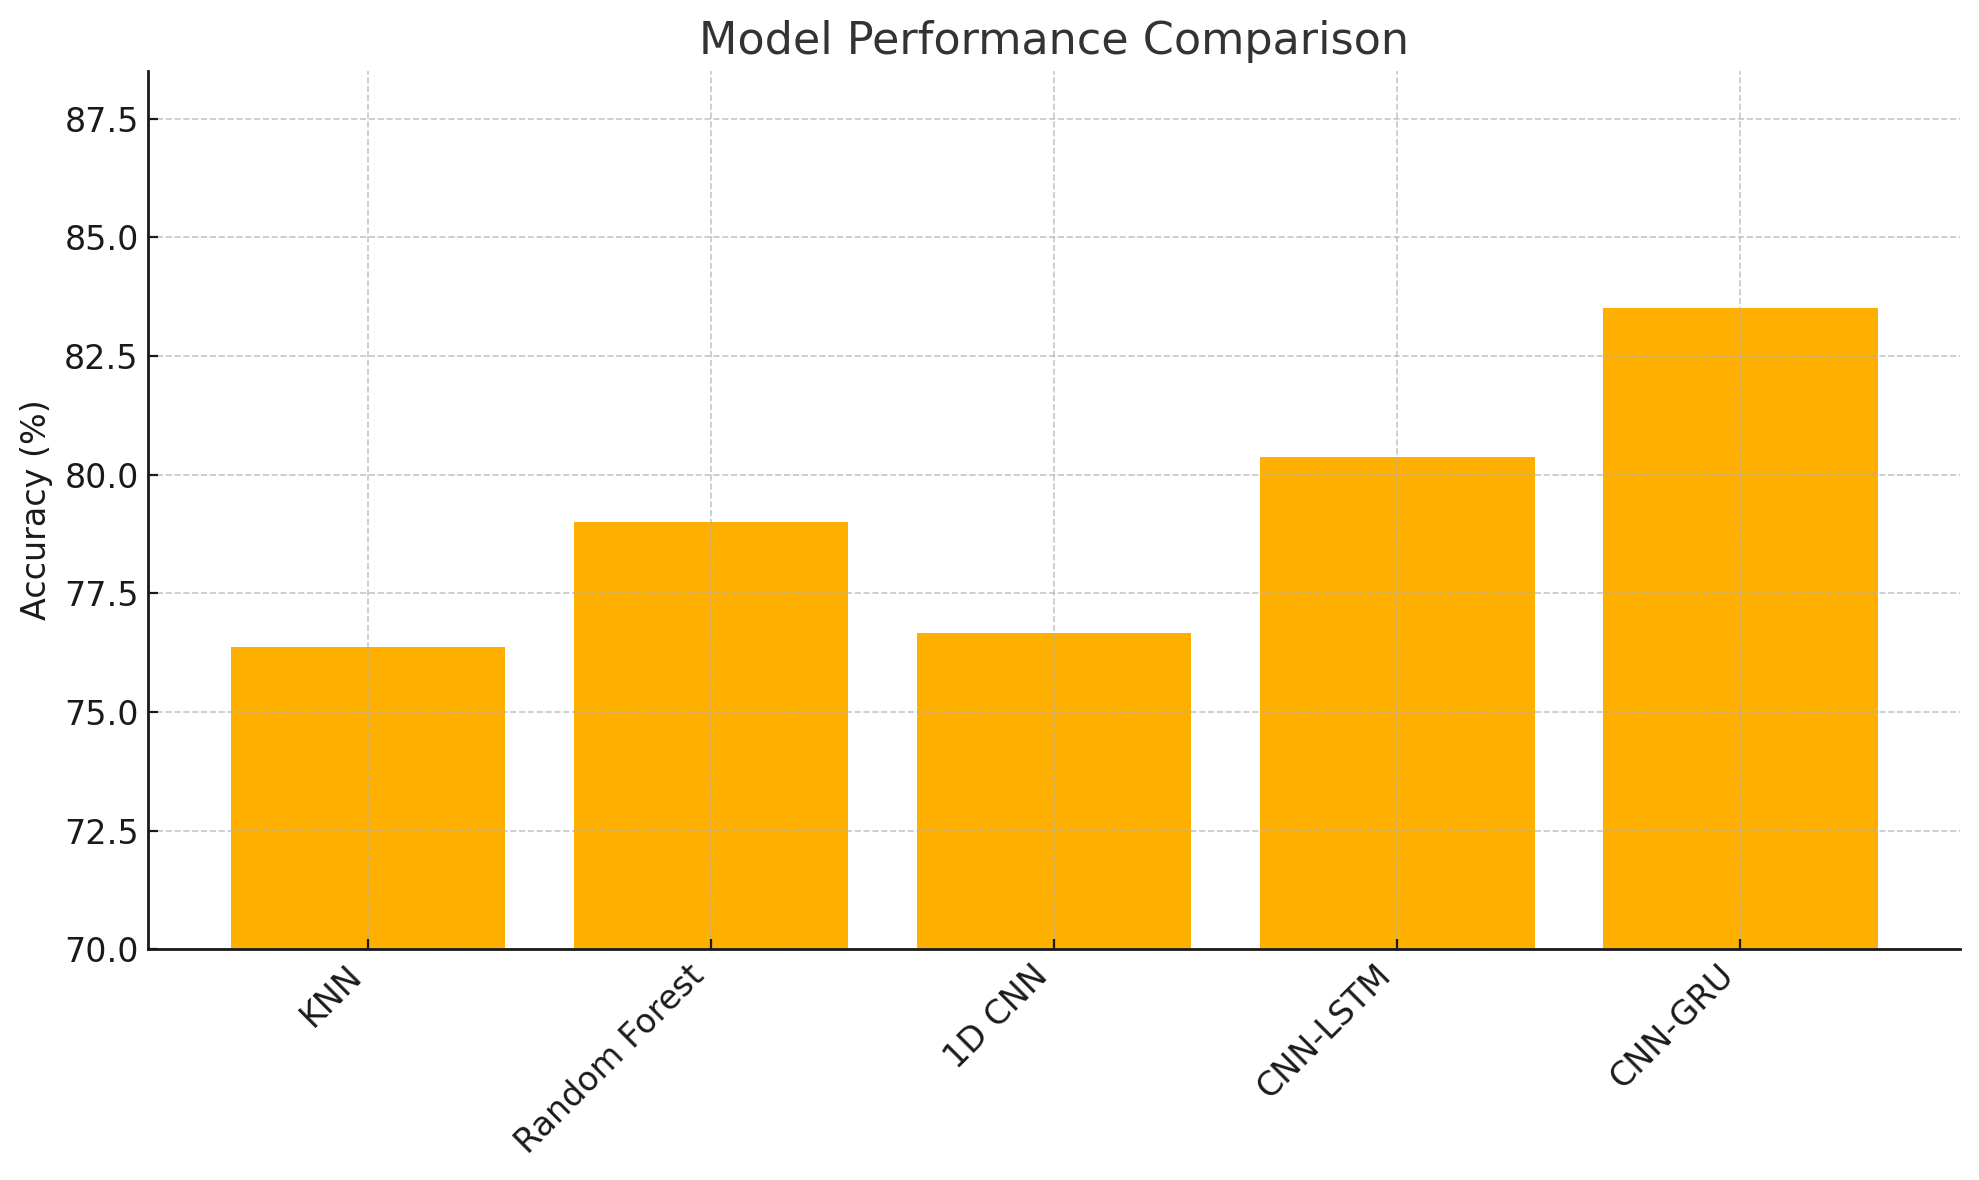 Model Performance Comparison
Accuracy (%)
87.5
85.0
82.5
80.0
77.5
75.0
72.5
70.0
KNN
Random Forest
1D CNN
CNN-LSTM
CNN-GRU